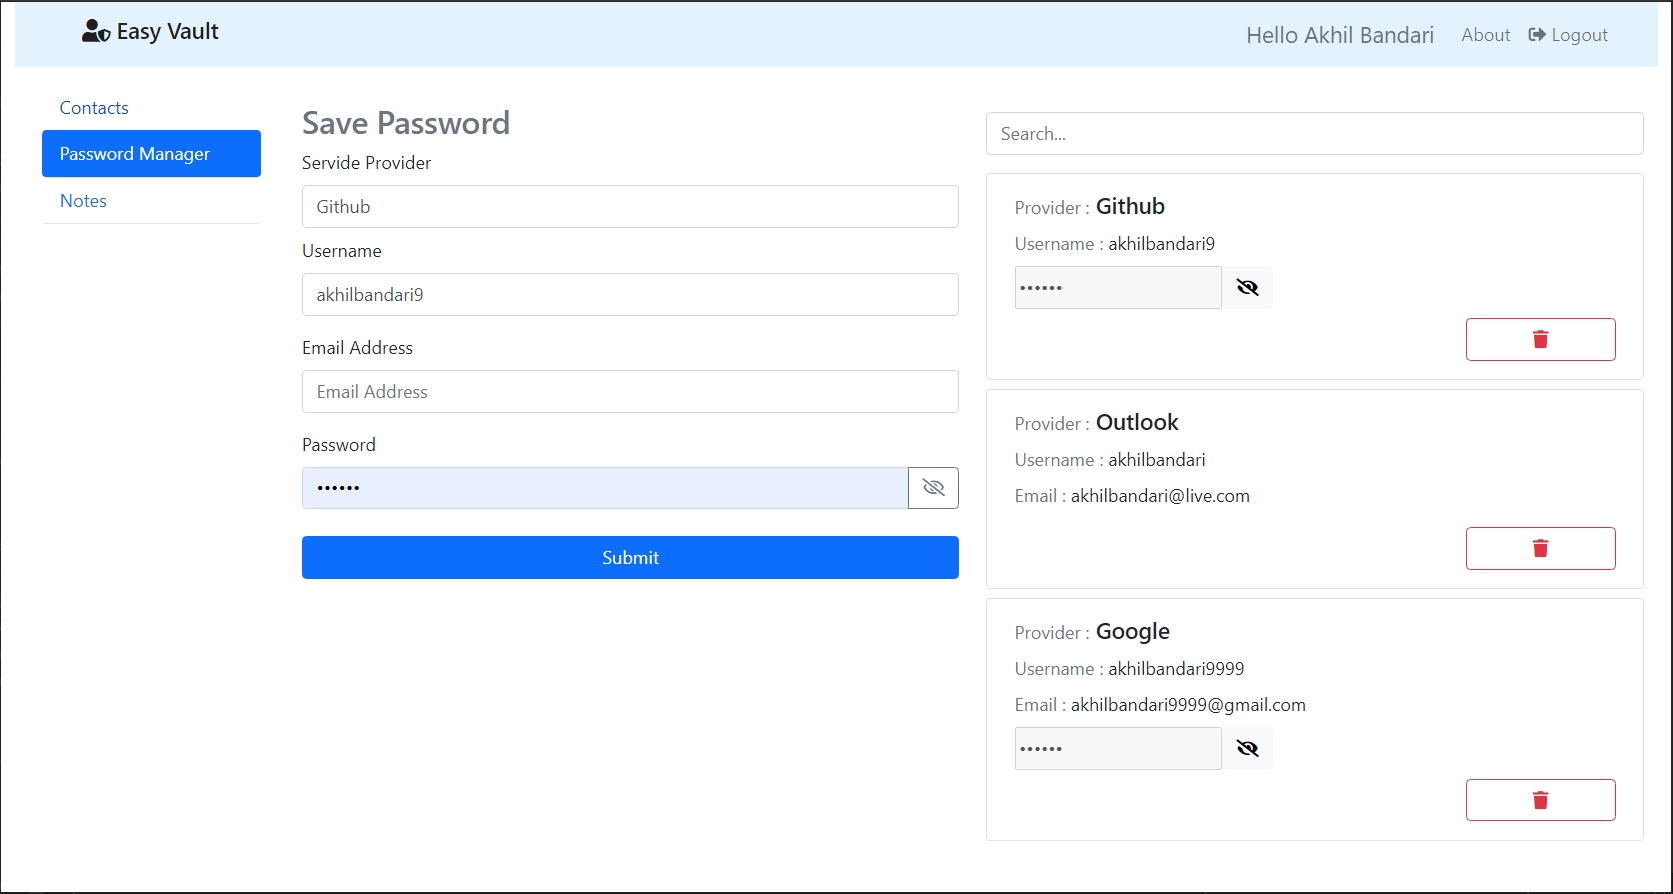 Easy Vault
Hello Akhil Bandari About Logout
Contacts
Password Manager
Notes
Save Password
Servide Provider
Github
Username
akhilbandari9
Email Address
Email Address
Password
••••••
Submit
Search...
Provider : Github
Username : akhilbandari9
••••••
Provider : Outlook
Username : akhilbandari
Email : akhilbandari@live.com
Provider : Google
Username : akhilbandari9999
Email : akhilbandari9999@gmail.com
••••••